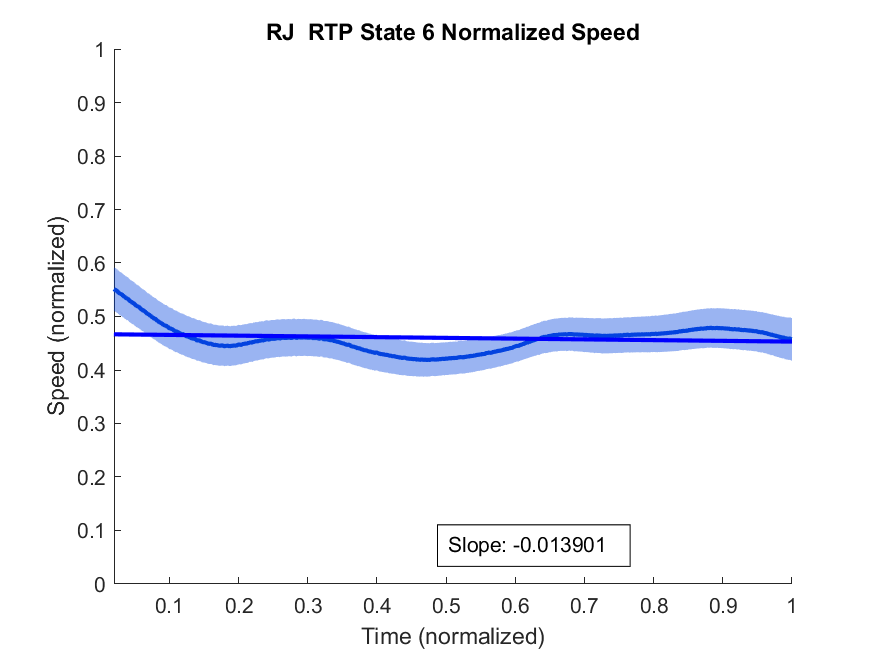 RJ  RTP State 6 Normalized Speed
1
0.9
0.8
0.7
0.6
0.5
0.4
0.3
0.2
0.1
0
Speed (normalized)
Slope: -0.013901
0.1 0.2 0.3 0.4 0.5 0.6 0.7 0.8 0.9 1
Time (normalized)